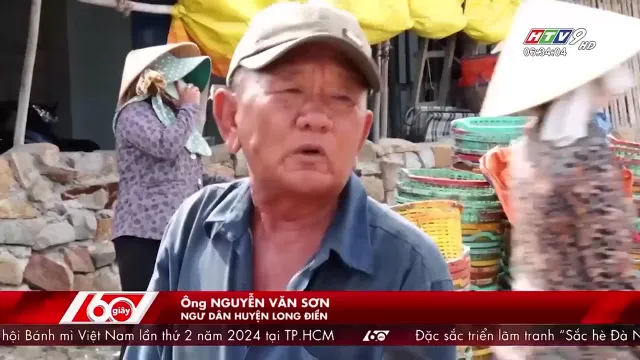 HTV9 HD
06:34:04
60 giây
Ông NGUYỄN VĂN SƠN
NGƯ DÂN HUYỆN LONG ĐIỀN
hội Bánh mì Việt Nam lần thứ 2 năm 2024 tại TP.HCM 60 Đặc sắc triển lãm tranh “Sắc hè Đà N